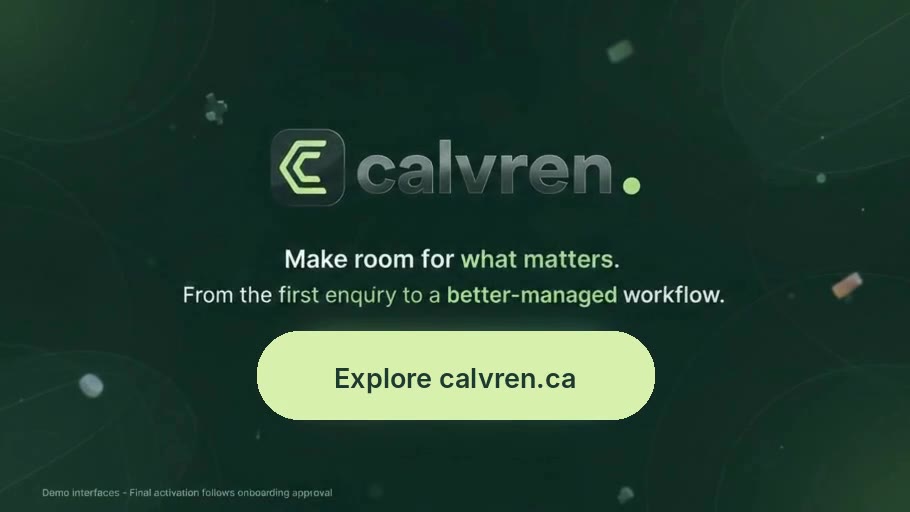 calvren.
Make room for what matters.
From the first enquiry to a better-managed workflow.
Explore calvren.ca
Demo interfaces - Final activation follows onboarding approval